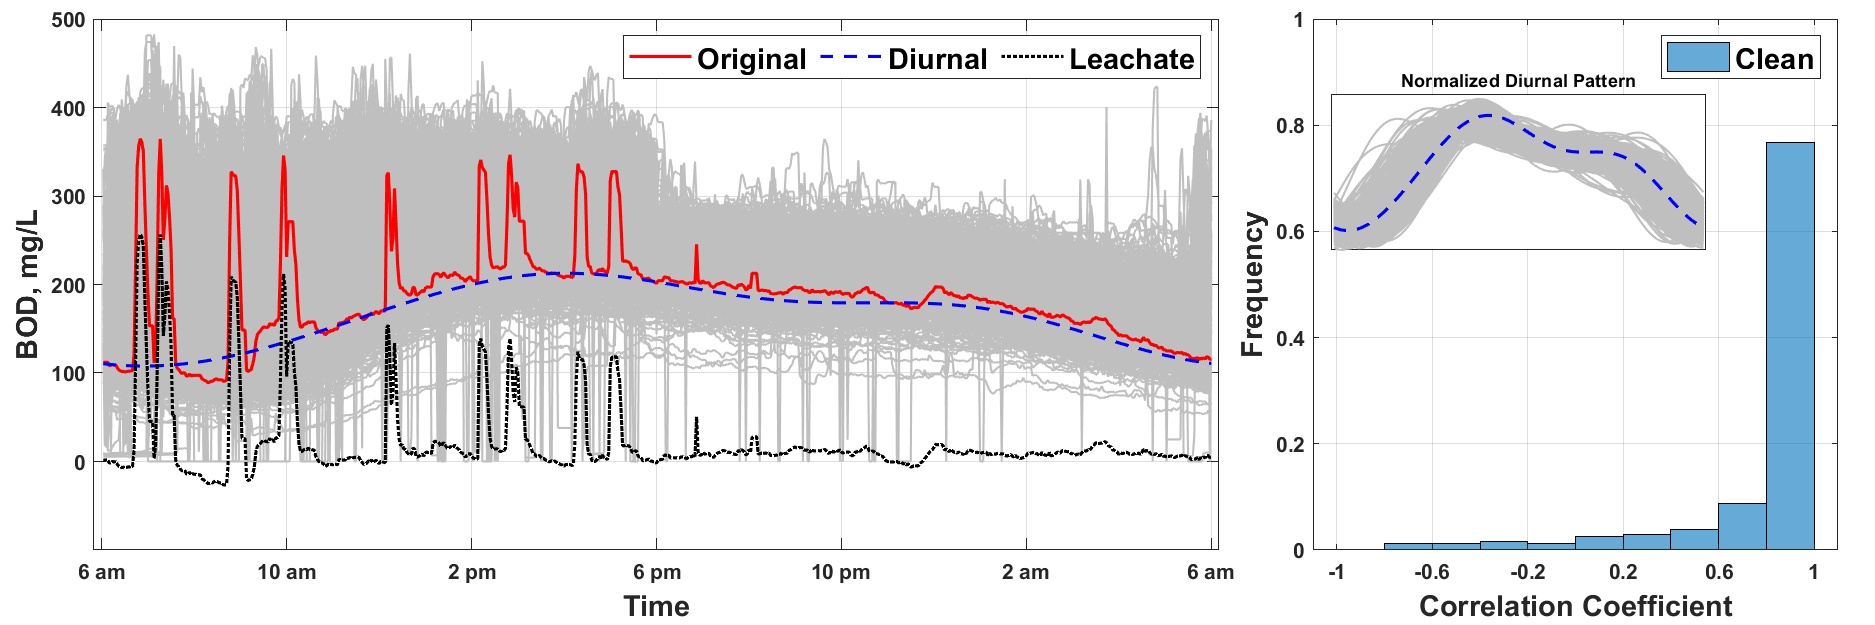 500
400
300
200
100
0
BOD, mg/L
Original Diurnal Leachate
6 am 10 am 2 pm 6 pm 10 pm 2 am 6 am
Time
1
0.8
0.6
0.4
0.2
0
Frequency
Clean
Normalized Diurnal Pattern
-1 -0.6 -0.2 0.2 0.6 1
Correlation Coefficient